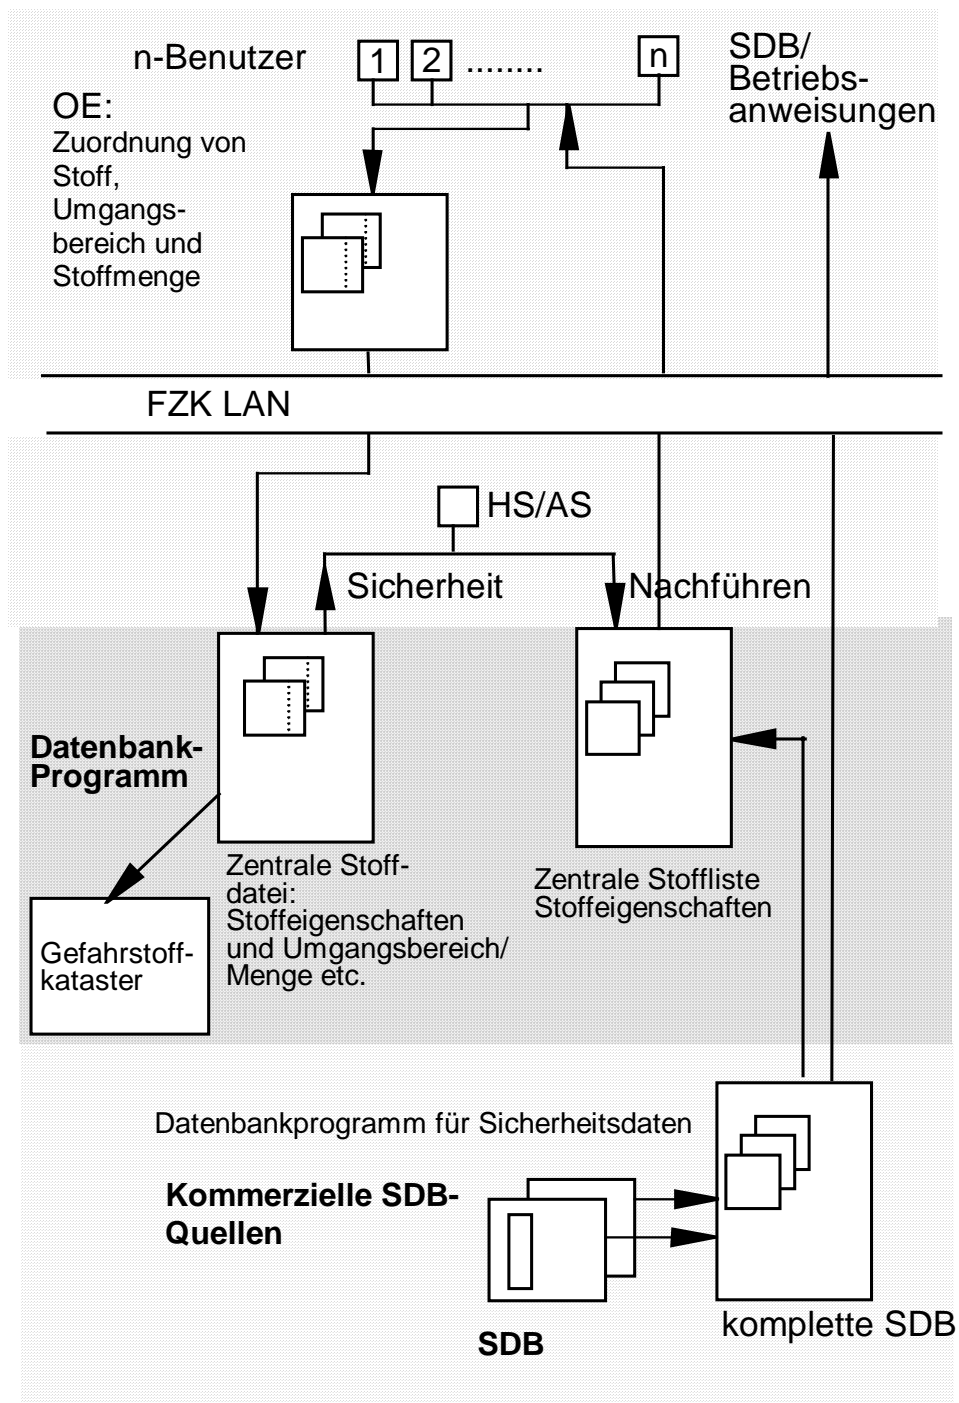 n-Benutzer
1
2
........
n
SDB/
Betriebs-
anweisungen
OE:
Zuordnung von
Stoff,
Umgangs-
bereich und
Stoffmenge
FZK LAN
HS/AS
Sicherheit
Nachführen
Datenbank-
Programm
Zentrale Stoff-
datei:
Stoffeigenschaften
und Umgangsbereich/
Menge etc.
Zentrale Stoffliste
Stoffeigenschaften
Gefahrstoff-
kataster
Datenbankprogramm für Sicherheitsdaten
Kommerzielle SDB-
Quellen
SDB
komplette SDB